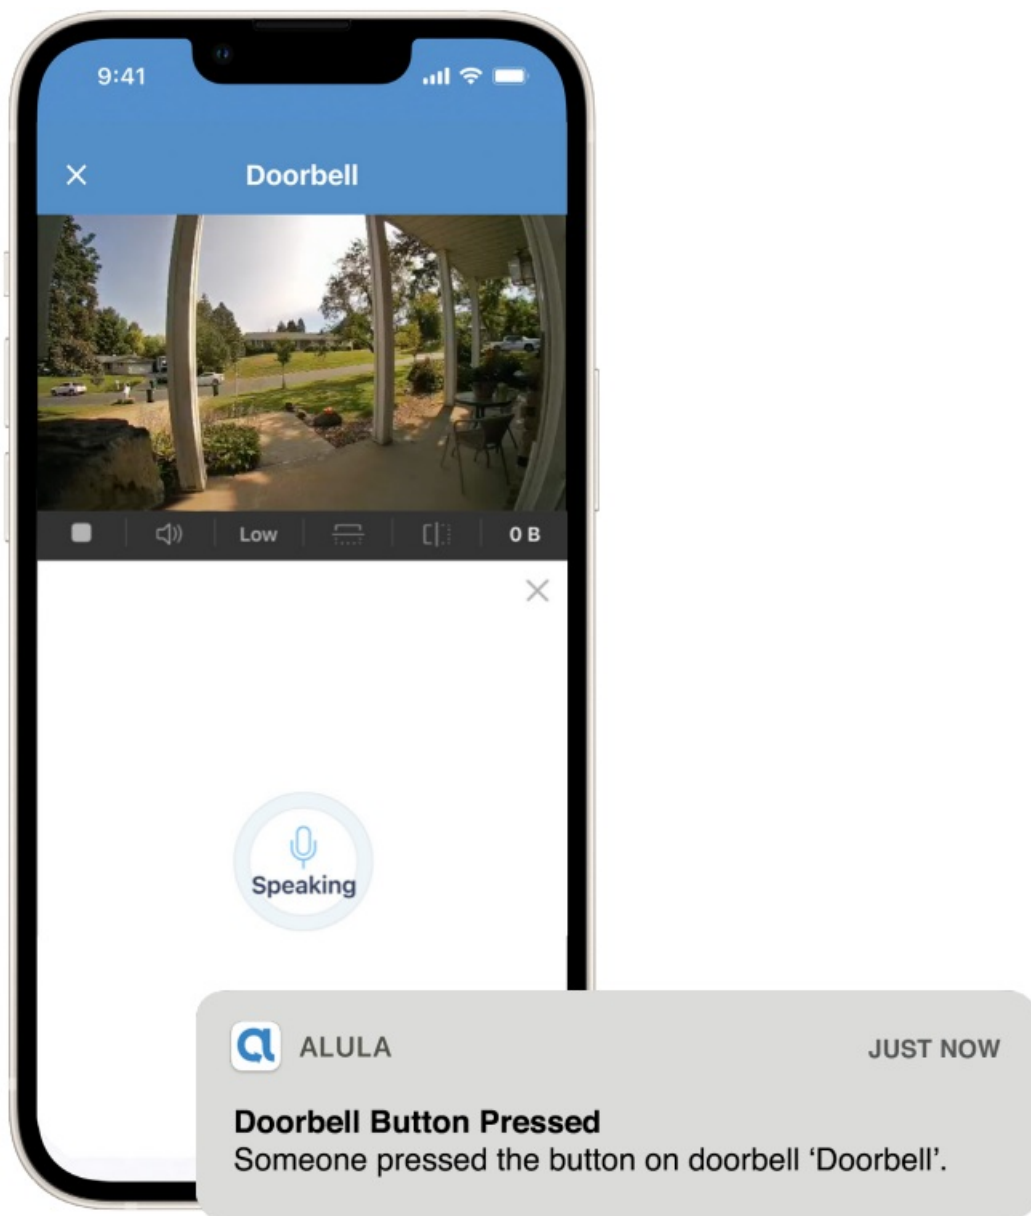 9:41
Doorbell
Low
0 B
Speaking
ALULA
JUST NOW
Doorbell Button Pressed
Someone pressed the button on doorbell ‘Doorbell’.